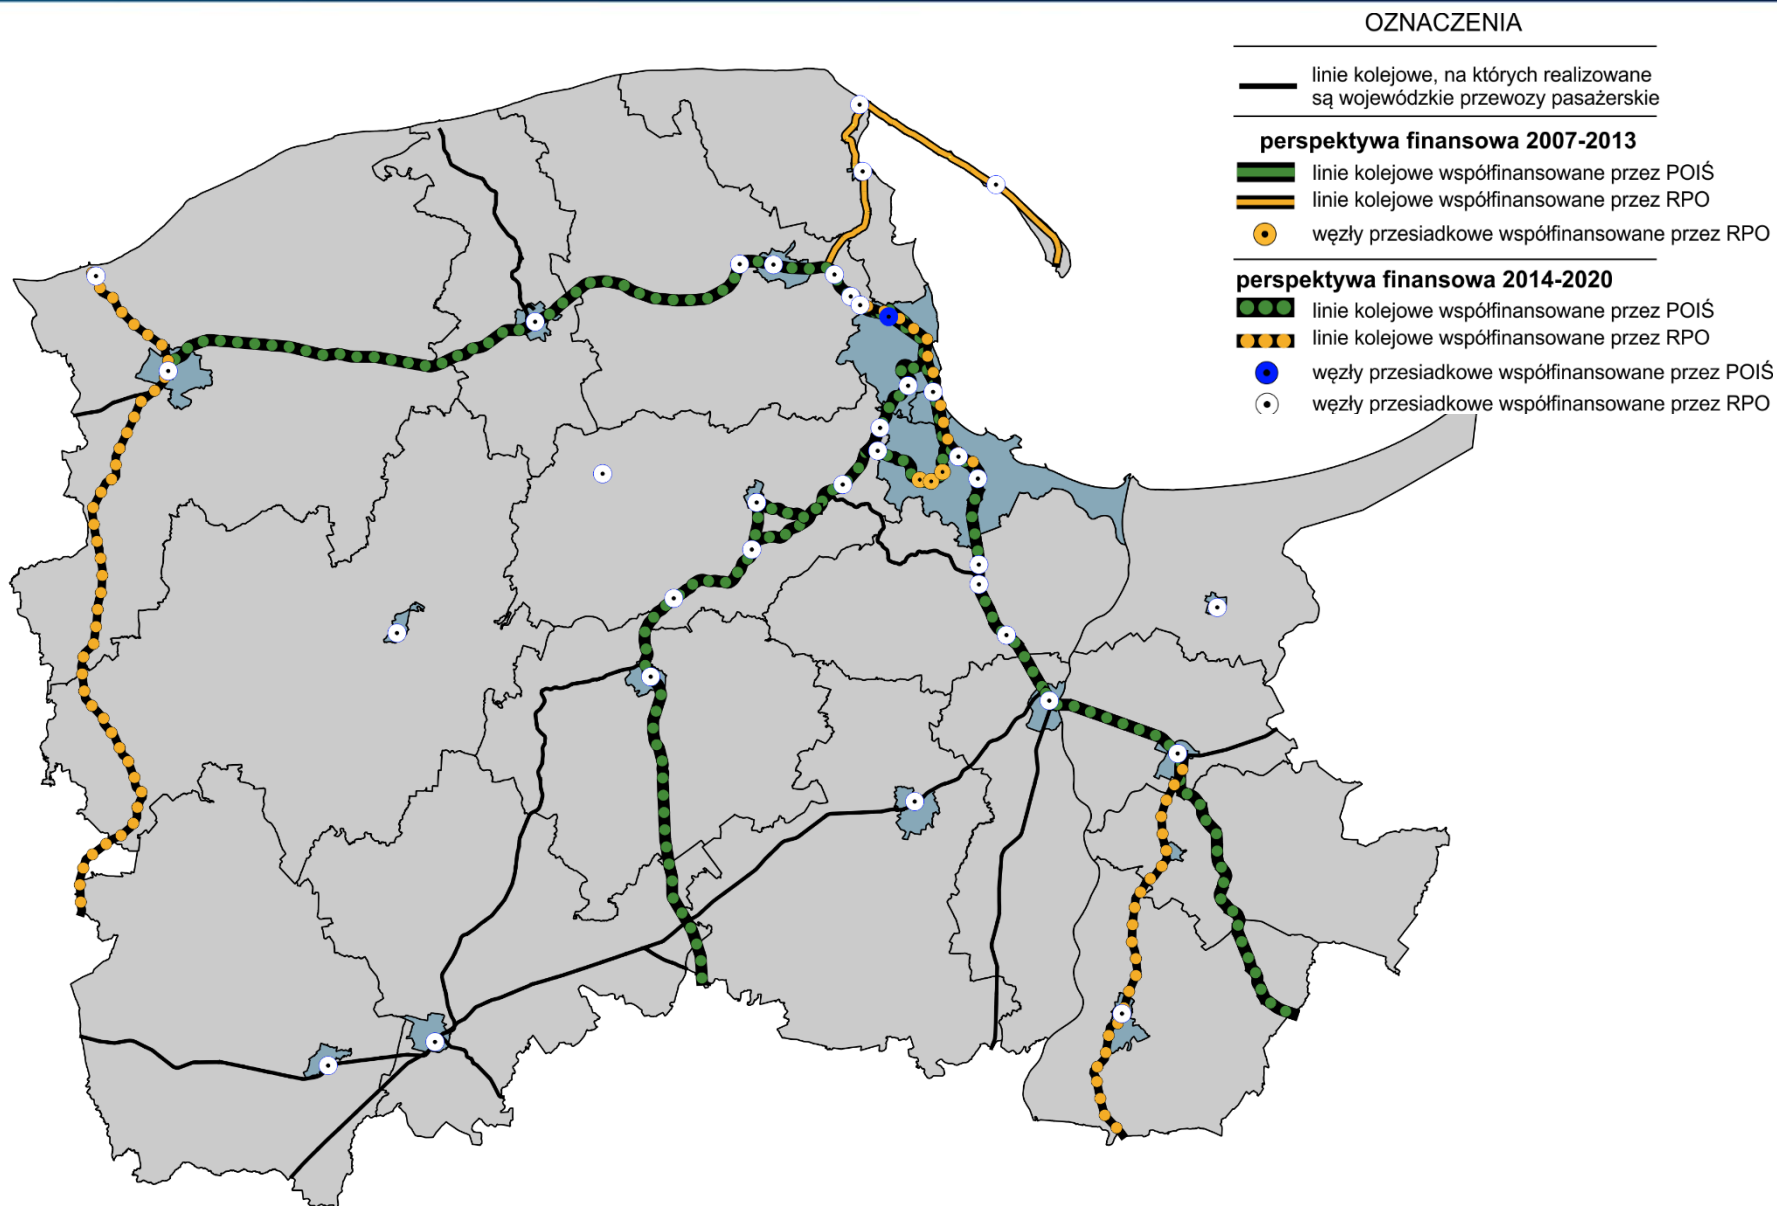 OZNACZENIA
linie kolejowe, na których realizowane
są wojewódzkie przewozy pasażerskie
perspektywa finansowa 2007-2013
linie kolejowe współfinansowane przez POIŚ
linie kolejowe współfinansowane przez RPO
węzły przesiadkowe współfinansowane przez RPO
perspektywa finansowa 2014-2020
linie kolejowe współfinansowane przez POIŚ
linie kolejowe współfinansowane przez RPO
węzły przesiadkowe współfinansowane przez POIŚ
węzły przesiadkowe współfinansowane przez RPO